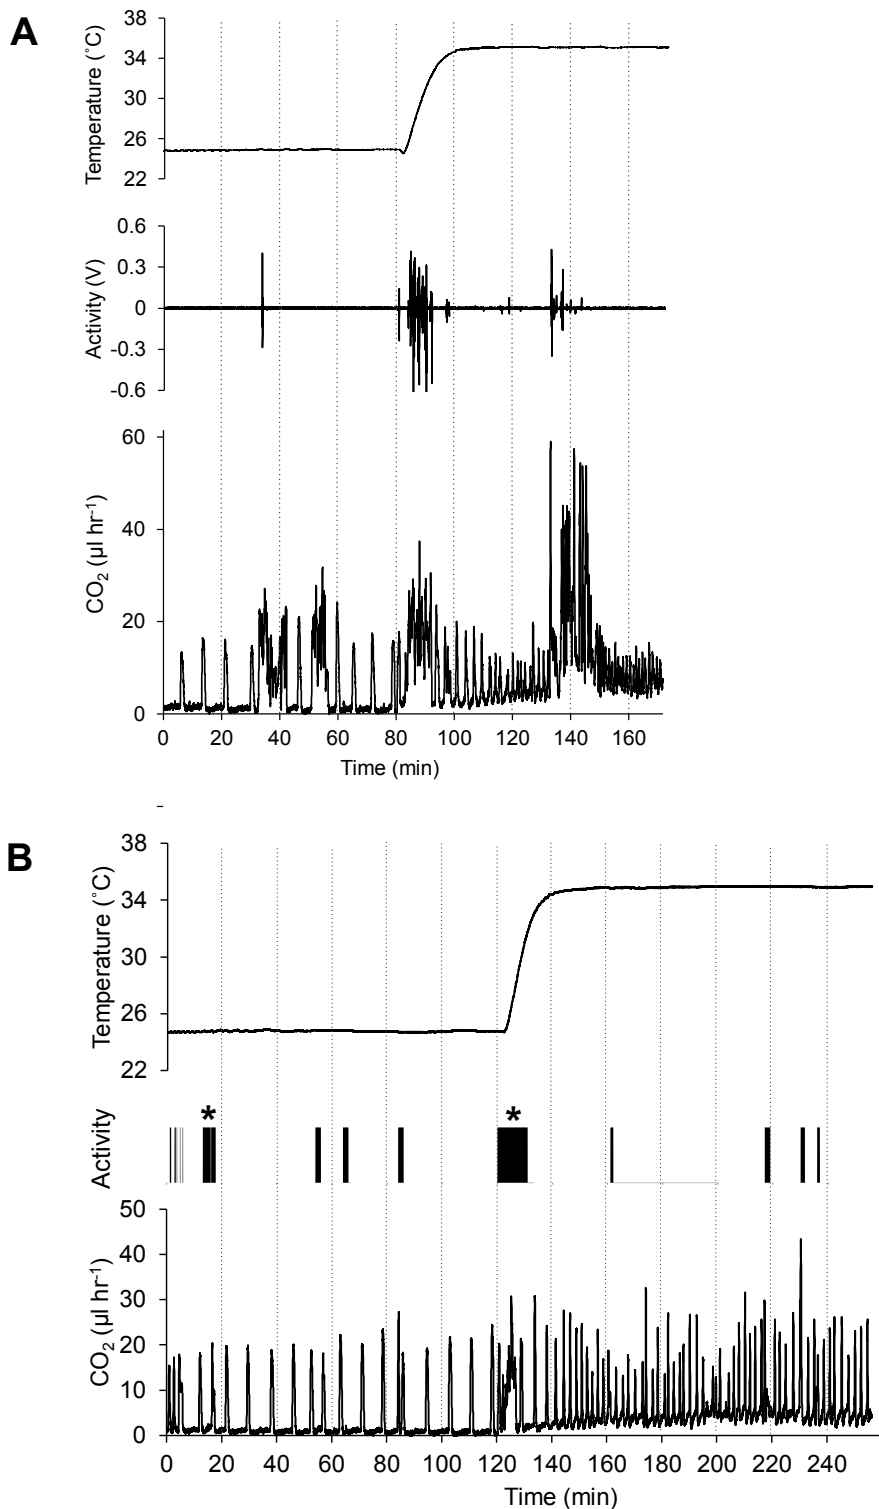 A
Temperature (˚C)
38
34
30
26
22
Activity (V)
0.6
0.3
0
-0.3
-0.6
CO2 (µl hr-1)
60
40
20
0
0 20 40 60 80 100 120 140 160
Time (min)
B
Temperature (˚C)
38
34
30
26
22
Activity
* *
CO2 (µl hr-1)
50
40
30
20
10
0
0 20 40 60 80 100 120 140 160 180 200 220 240
Time (min)